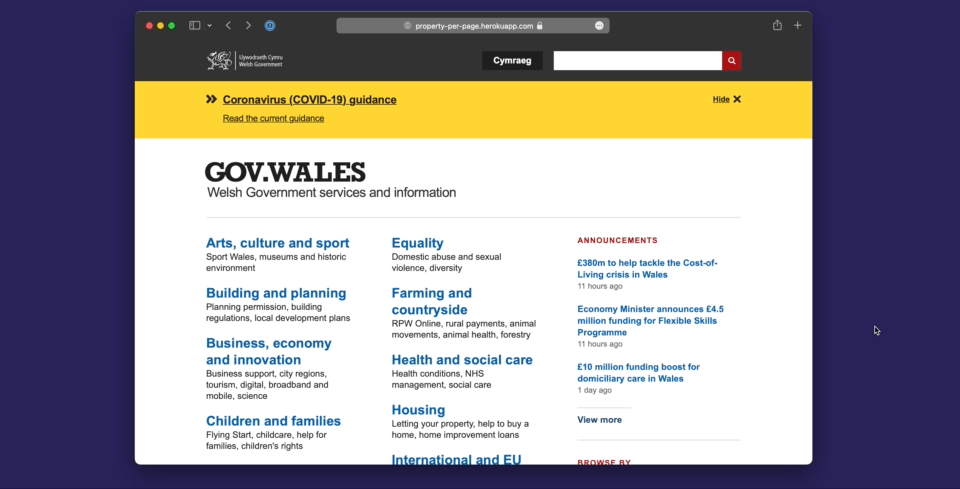 property-per-page.herokuapp.com
Llywodraeth Cymru
Welsh Government
Cymraeg
Coronavirus (COVID-19) guidance
Hide
Read the current guidance
GOV.WALES
Welsh Government services and information
Arts, culture and sport
Sport Wales, museums and historic
environment
Building and planning
Planning permission, building
regulations, local development plans
Business, economy
and innovation
Business support, city regions,
tourism, digital, broadband and
mobile, science
Children and families
Flying Start, childcare, help for
families, children's rights
Equality
Domestic abuse and sexual
violence, diversity
Farming and
countryside
RPW Online, rural payments, animal
movements, animal health, forestry
Health and social care
Health conditions, NHS
management, social care
Housing
Letting your property, help to buy a
home, home improvement loans
International and EU
ANNOUNCEMENTS
£380m to help tackle the Cost-of-
Living crisis in Wales
11 hours ago
Economy Minister announces £4.5
million funding for Flexible Skills
Programme
11 hours ago
£10 million funding boost for
domiciliary care in Wales
1 day ago
View more
BROWSE BY